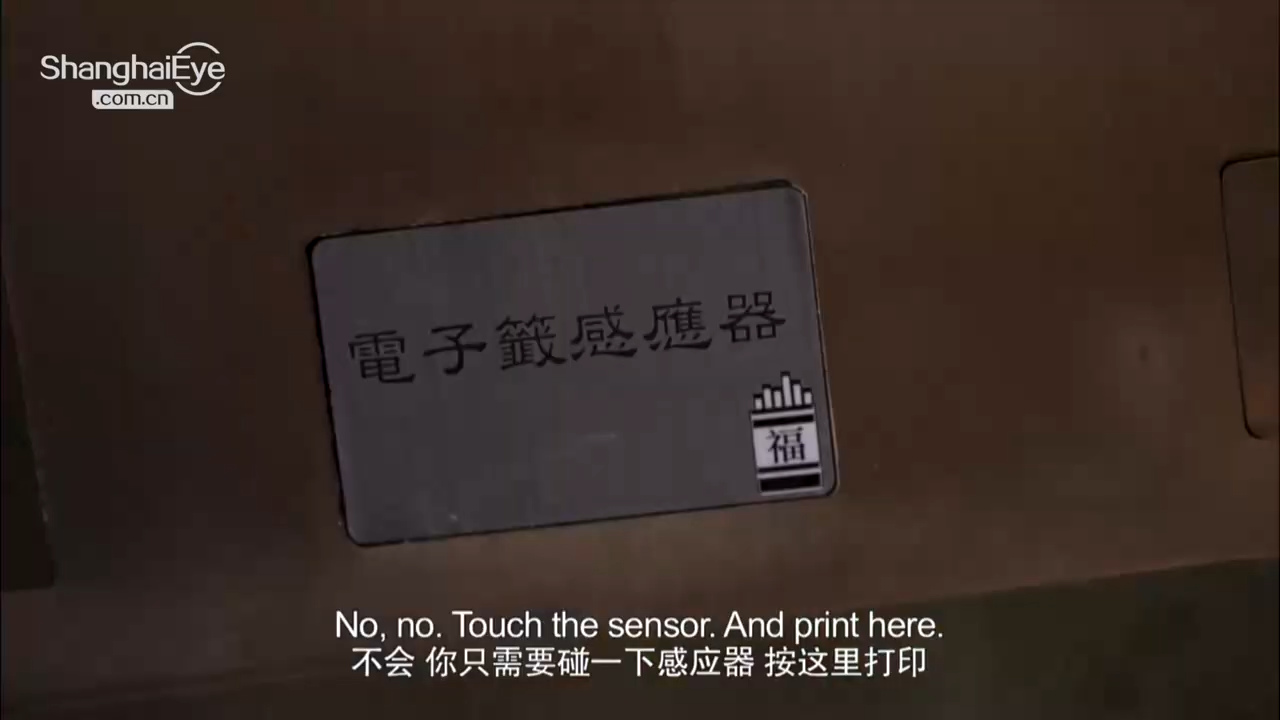 ShanghaiEye
.com.cn
電子籤感應器
福
No, no. Touch the sensor. And print here.
不会 你只需要碰一下感应器 按这里打印